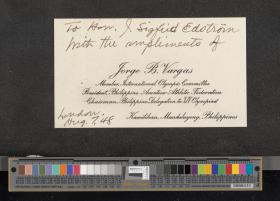 To Hon. J. Sigfrid Edström
With the compliments of
Jorge B. Vargas
Member, International Olympic Committee
President, Philippine Amateur Athletic Federation
Chairman, Philippine Delegation to VI Olympiad
Kawilihan, Mandaluyong, Philippines
London,
Aug. 7, 48